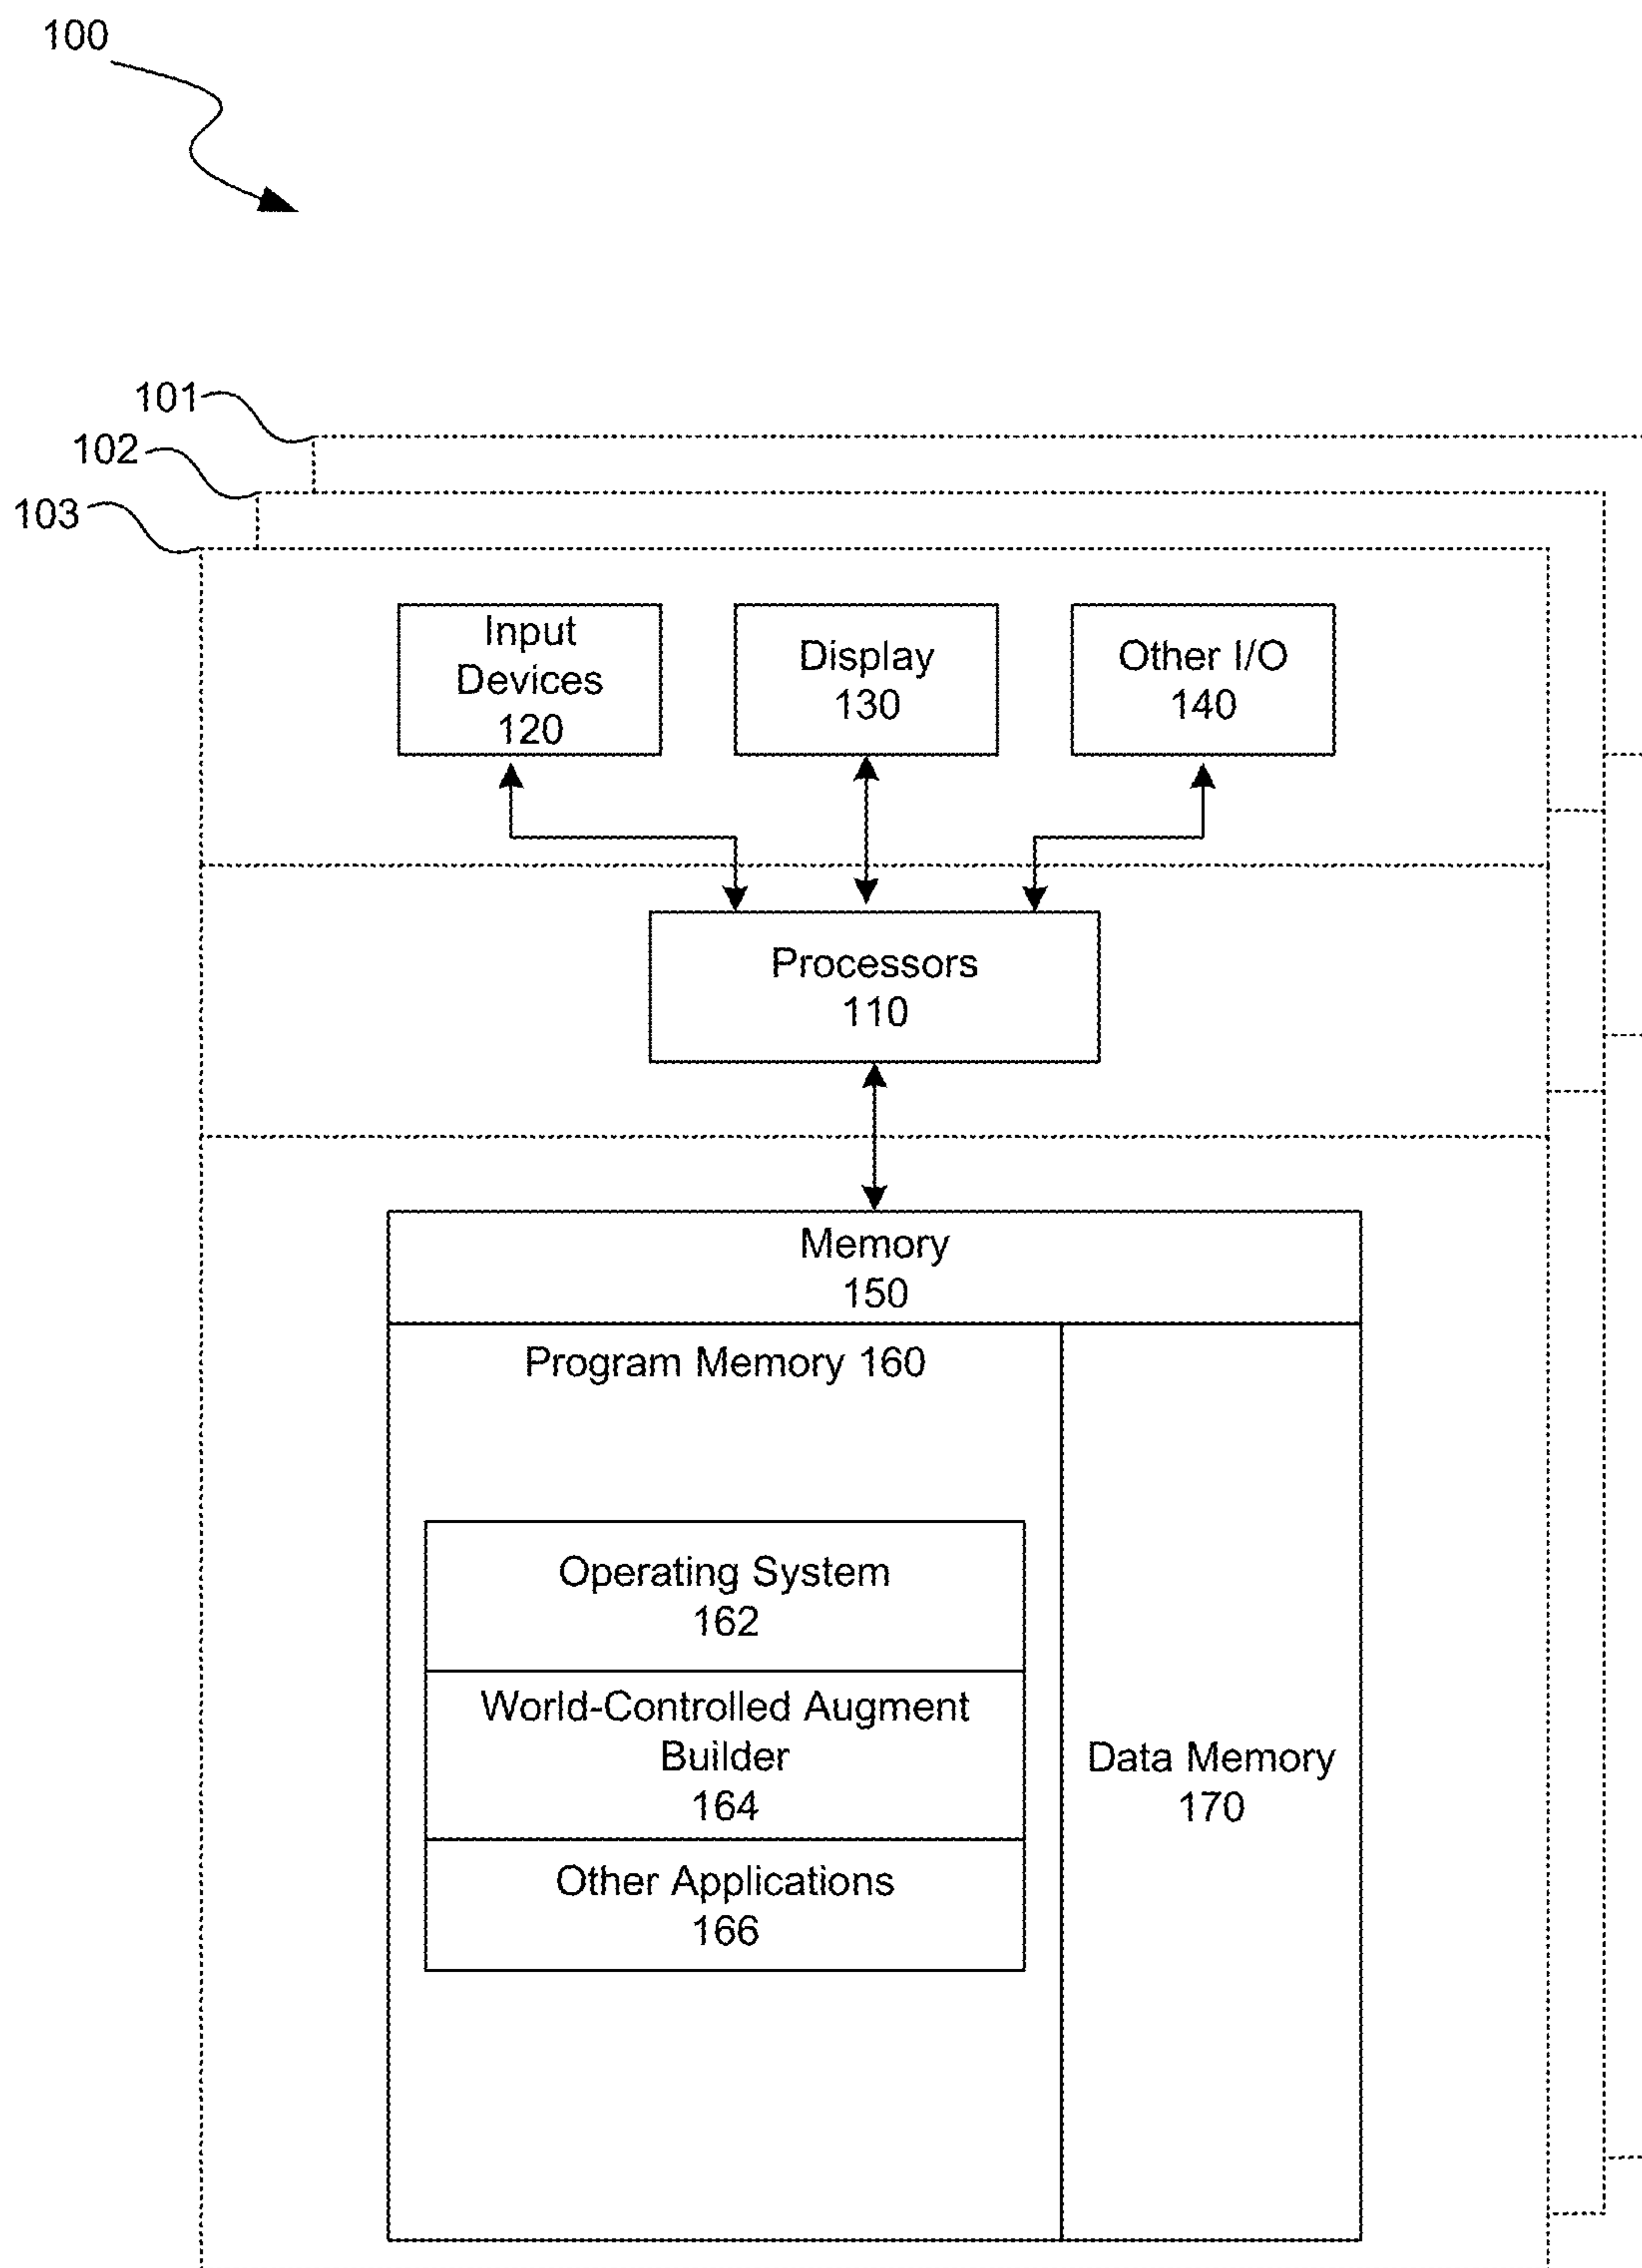 100
101
102
103
Input
Devices
120
Display
130
Other I/O
140
Processors
110
Memory
150
Program Memory 160
Operating System
162
World-Controlled Augment
Builder
164
Other Applications
166
Data Memory
170